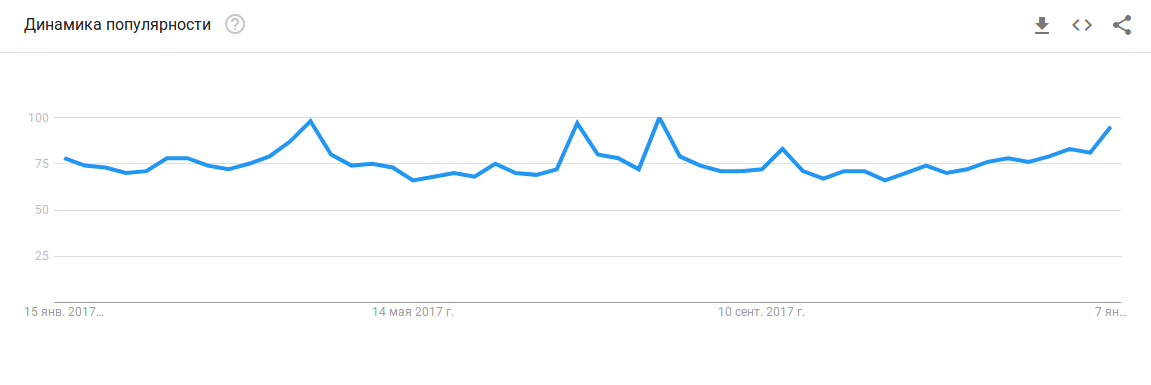 Динамика популярности ?
100
75
50
25
15 янв. 2017…
14 мая 2017 г.
10 сент. 2017 г.
7 ян…